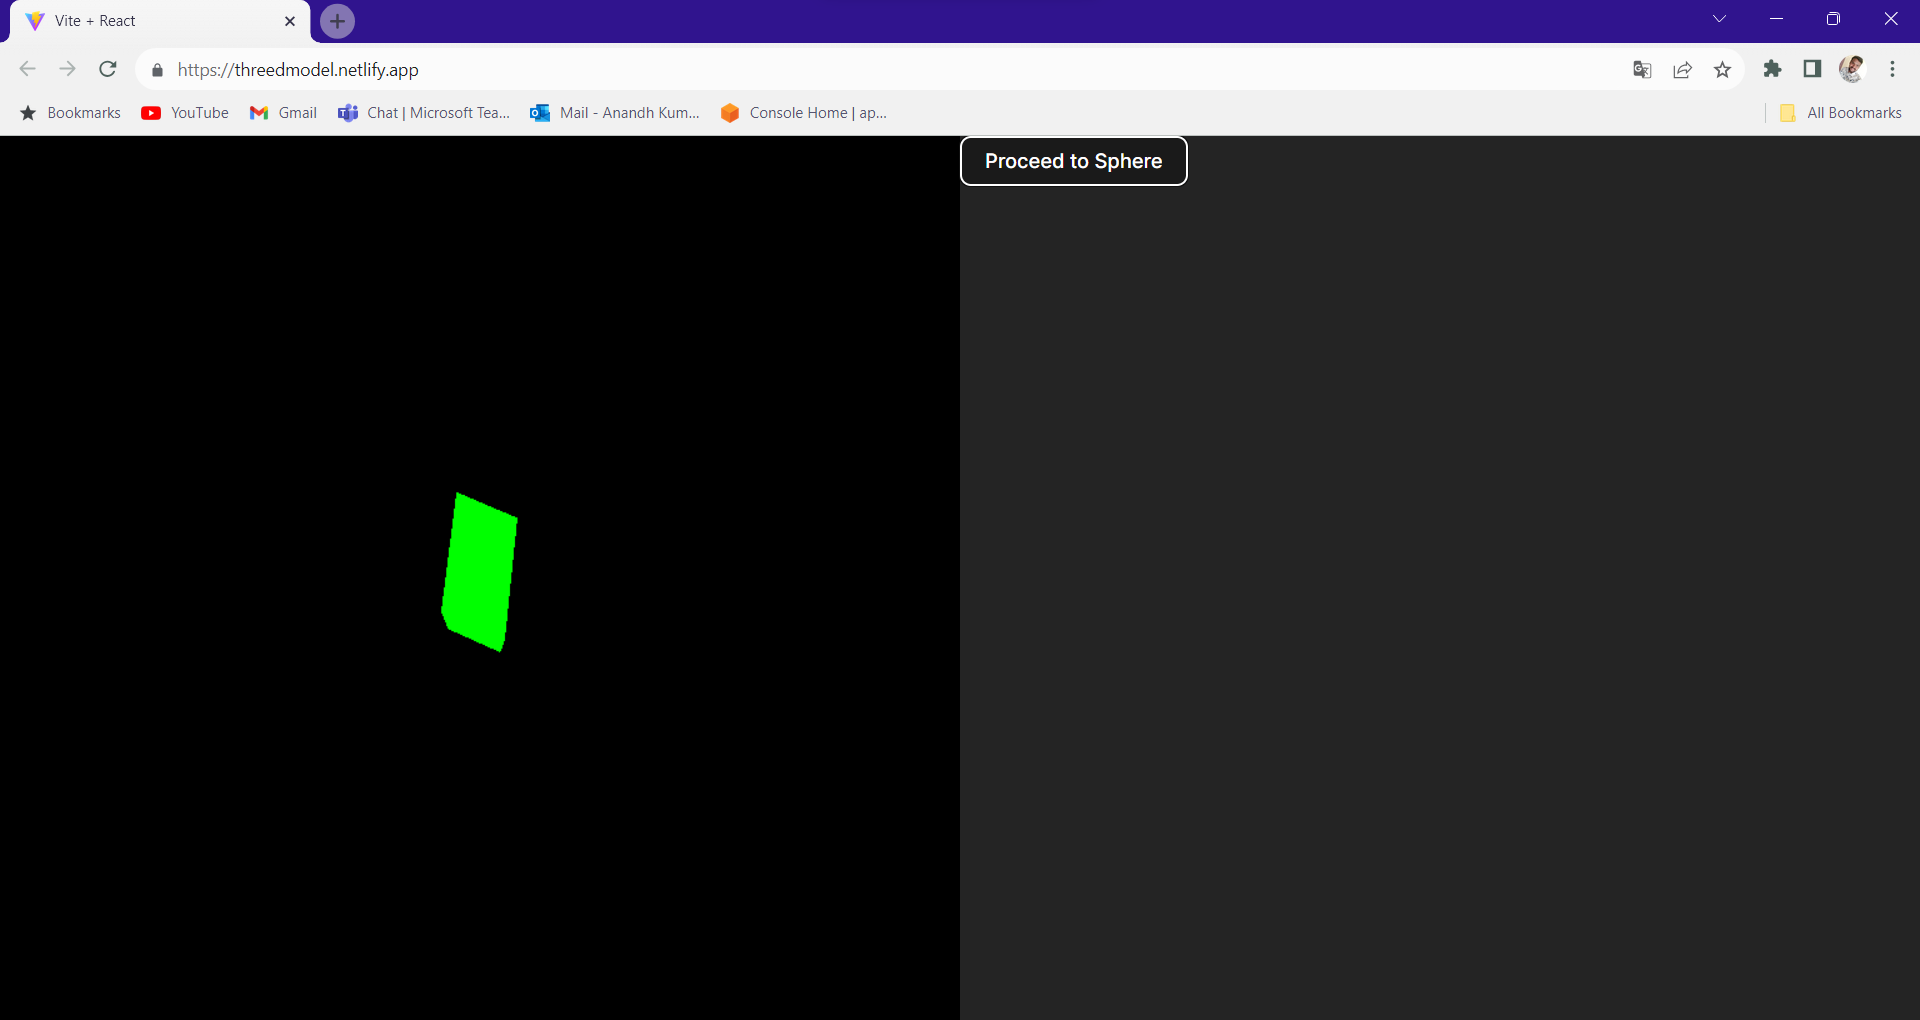 Vite + React
https://threedmodel.netlify.app
Bookmarks YouTube Gmail Chat | Microsoft Tea... Mail - Anandh Kum... Console Home | ap... All Bookmarks
Proceed to Sphere